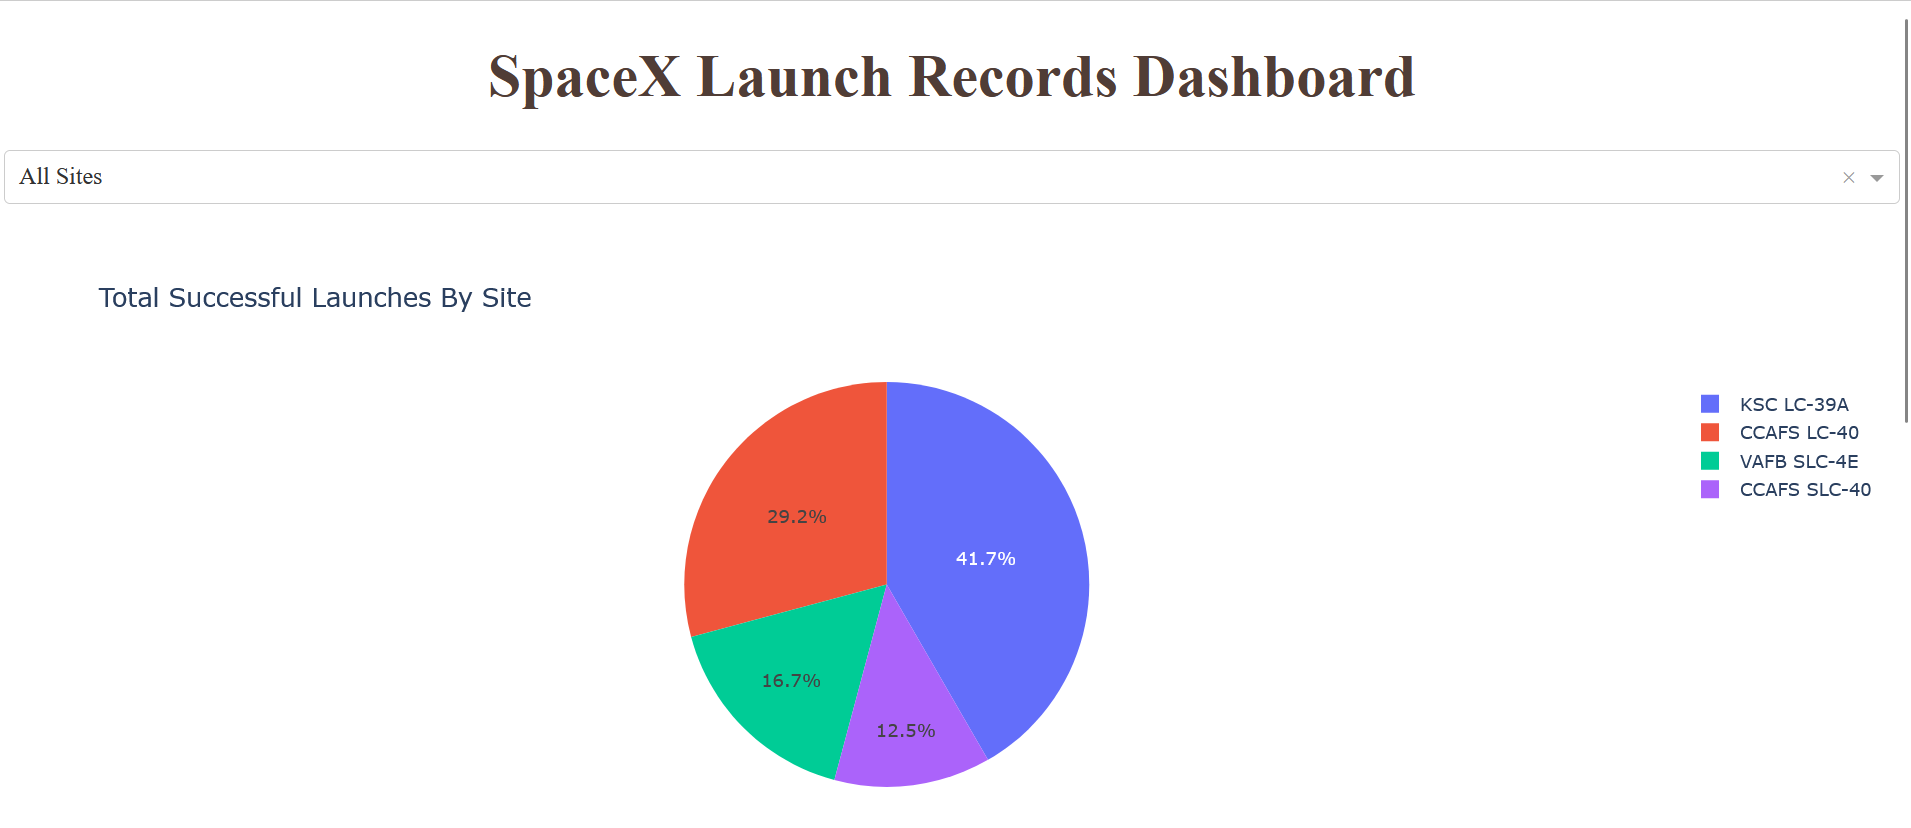 SpaceX Launch Records Dashboard
All Sites
Total Successful Launches By Site
KSC LC-39A
CCAFS LC-40
VAFB SLC-4E
CCAFS SLC-40
29.2%
41.7%
16.7%
12.5%